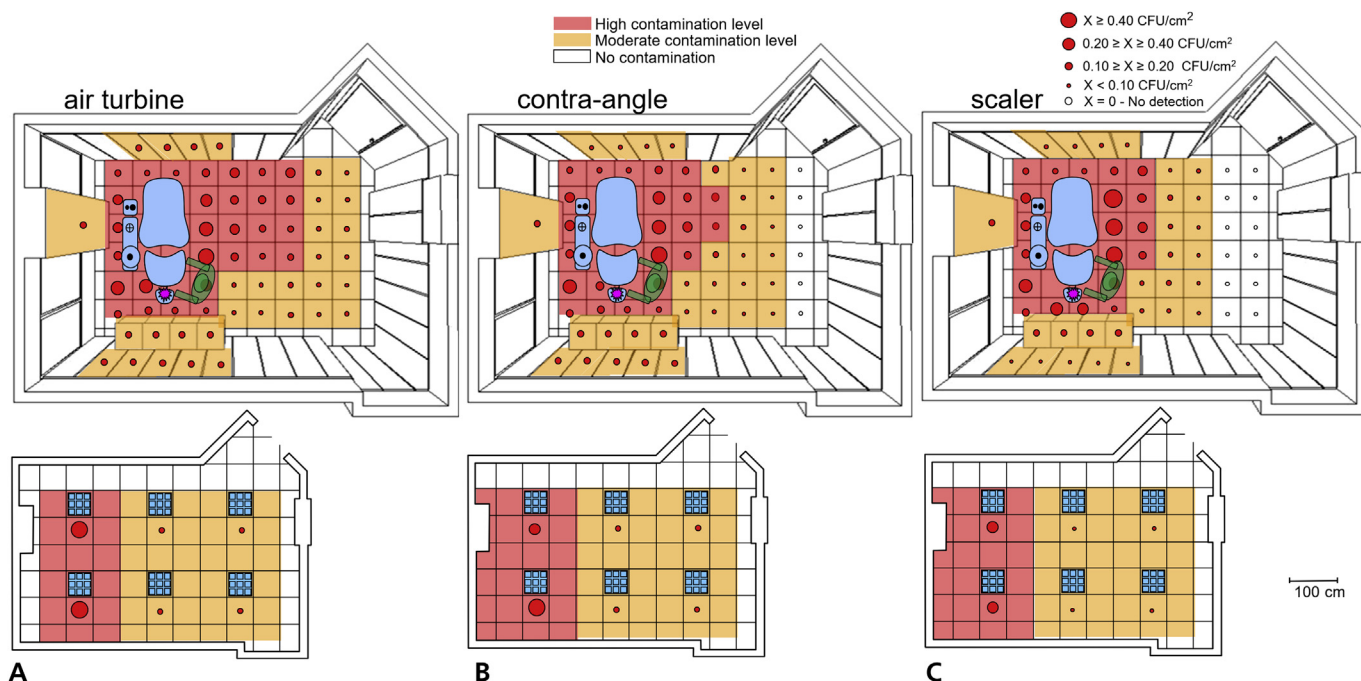 High contamination level
Moderate contamination level
No contamination
X ≥ 0.40 CFU/cm²
0.20 ≥ X ≥ 0.40 CFU/cm²
0.10 ≥ X ≥ 0.20 CFU/cm²
X < 0.10 CFU/cm²
X = 0 - No detection
air turbine
contra-angle
scaler
100 cm
A
B
C